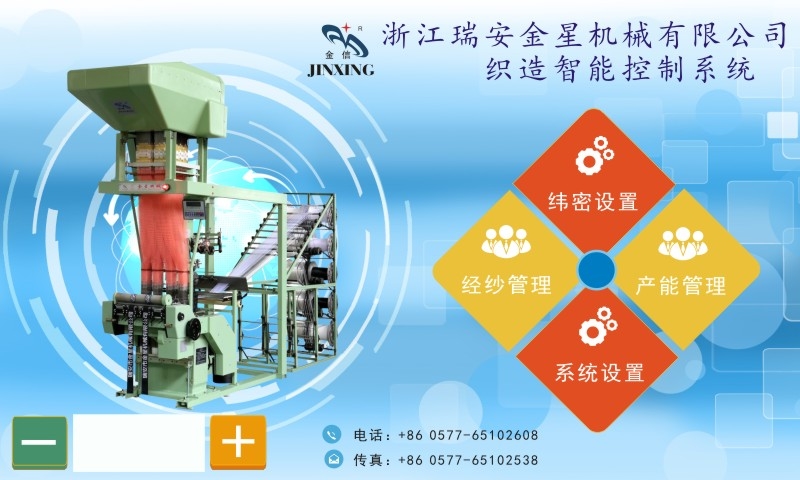 R
金信
JINXING
浙江瑞安金星机械有限公司
织造智能控制系统
纬密设置
经纱管理
产能管理
系统设置
电话：+86 0577-65102608
传真：+86 0577-65102538